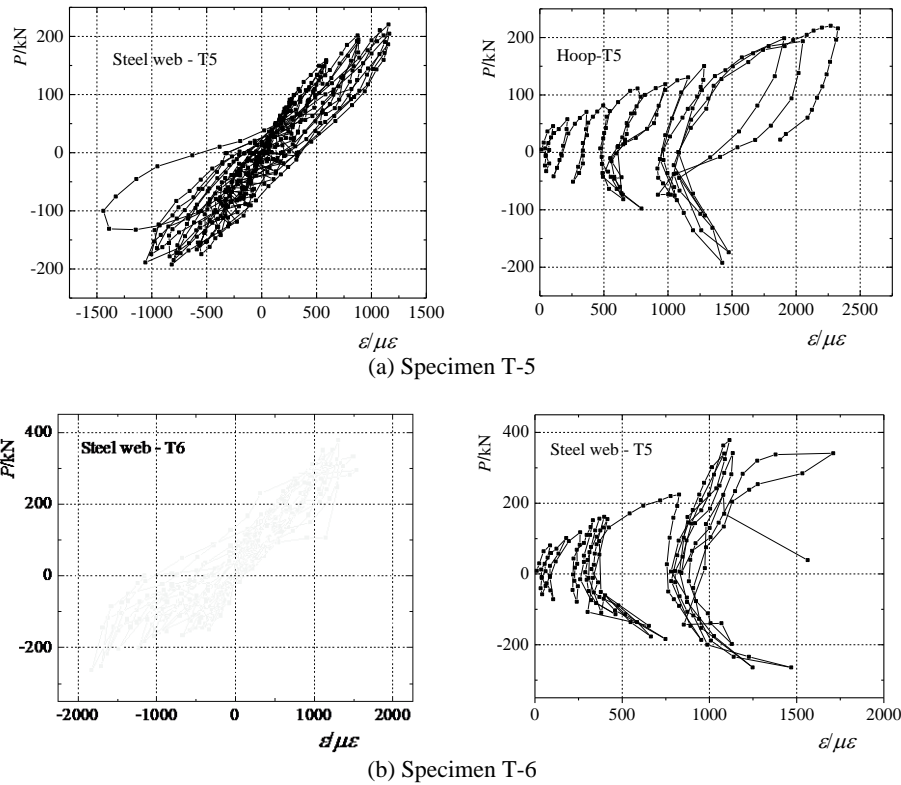 P/kN
200
100
0
-100
-200
Steel web - T5
-1500 -1000 -500 0 500 1000 1500
ε/με
P/kN
200
100
0
-100
-200
Hoop-T5
0 500 1000 1500 2000 2500
ε/με
(a) Specimen T-5
P/kN
400
200
0
-200
Steel web - T6
-2000 -1000 0 1000 2000
ε/με
P/kN
400
200
0
-200
Steel web - T5
0 500 1000 1500 2000
ε/με
(b) Specimen T-6